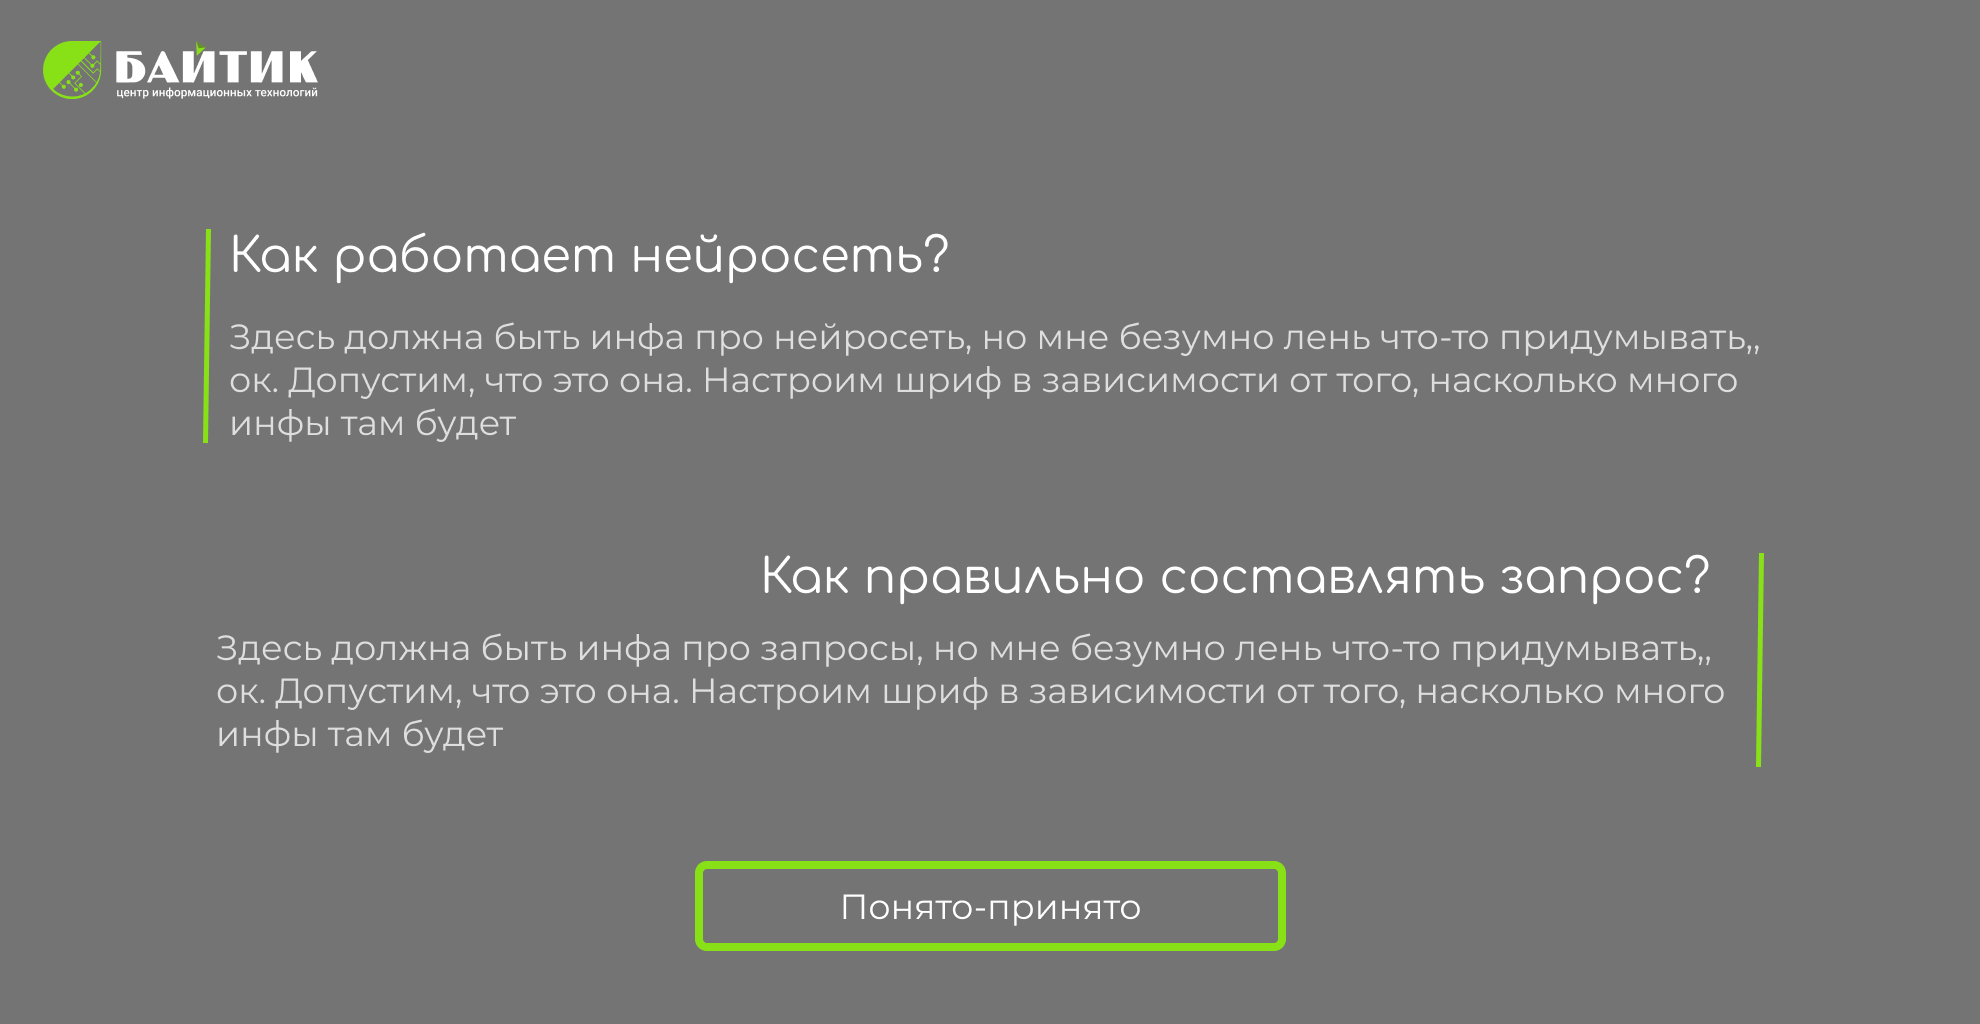 БАЙТИК
центр информационных технологий
Как работает нейросеть?
Здесь должна быть инфа про нейросеть, но мне безумно лень что-то придумывать,,
ок. Допустим, что это она. Настроим шриф в зависимости от того, насколько много
инфы там будет
Как правильно составлять запрос?
Здесь должна быть инфа про запросы, но мне безумно лень что-то придумывать,,
ок. Допустим, что это она. Настроим шриф в зависимости от того, насколько много
инфы там будет
Понято-принято